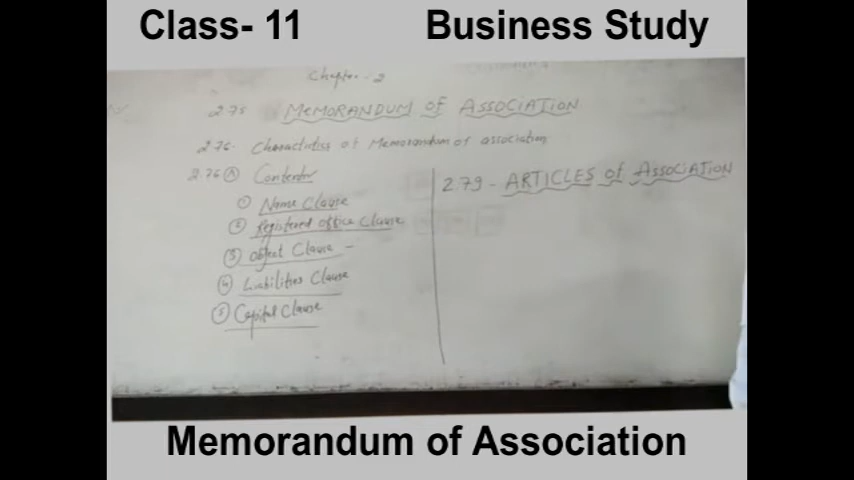 Class- 11 Business Study
Chapter-2
2.75 MEMORANDUM of ASSOCIATION
2.76. Characteristics of Memorandum of association
2.76 (A) Contents
① Name Clause
② Registered office Clause
③ Object Clause -
④ Liabilities Clause
⑤ Capital Clause
2.79 - ARTICLES of ASSOCIATION
Memorandum of Association